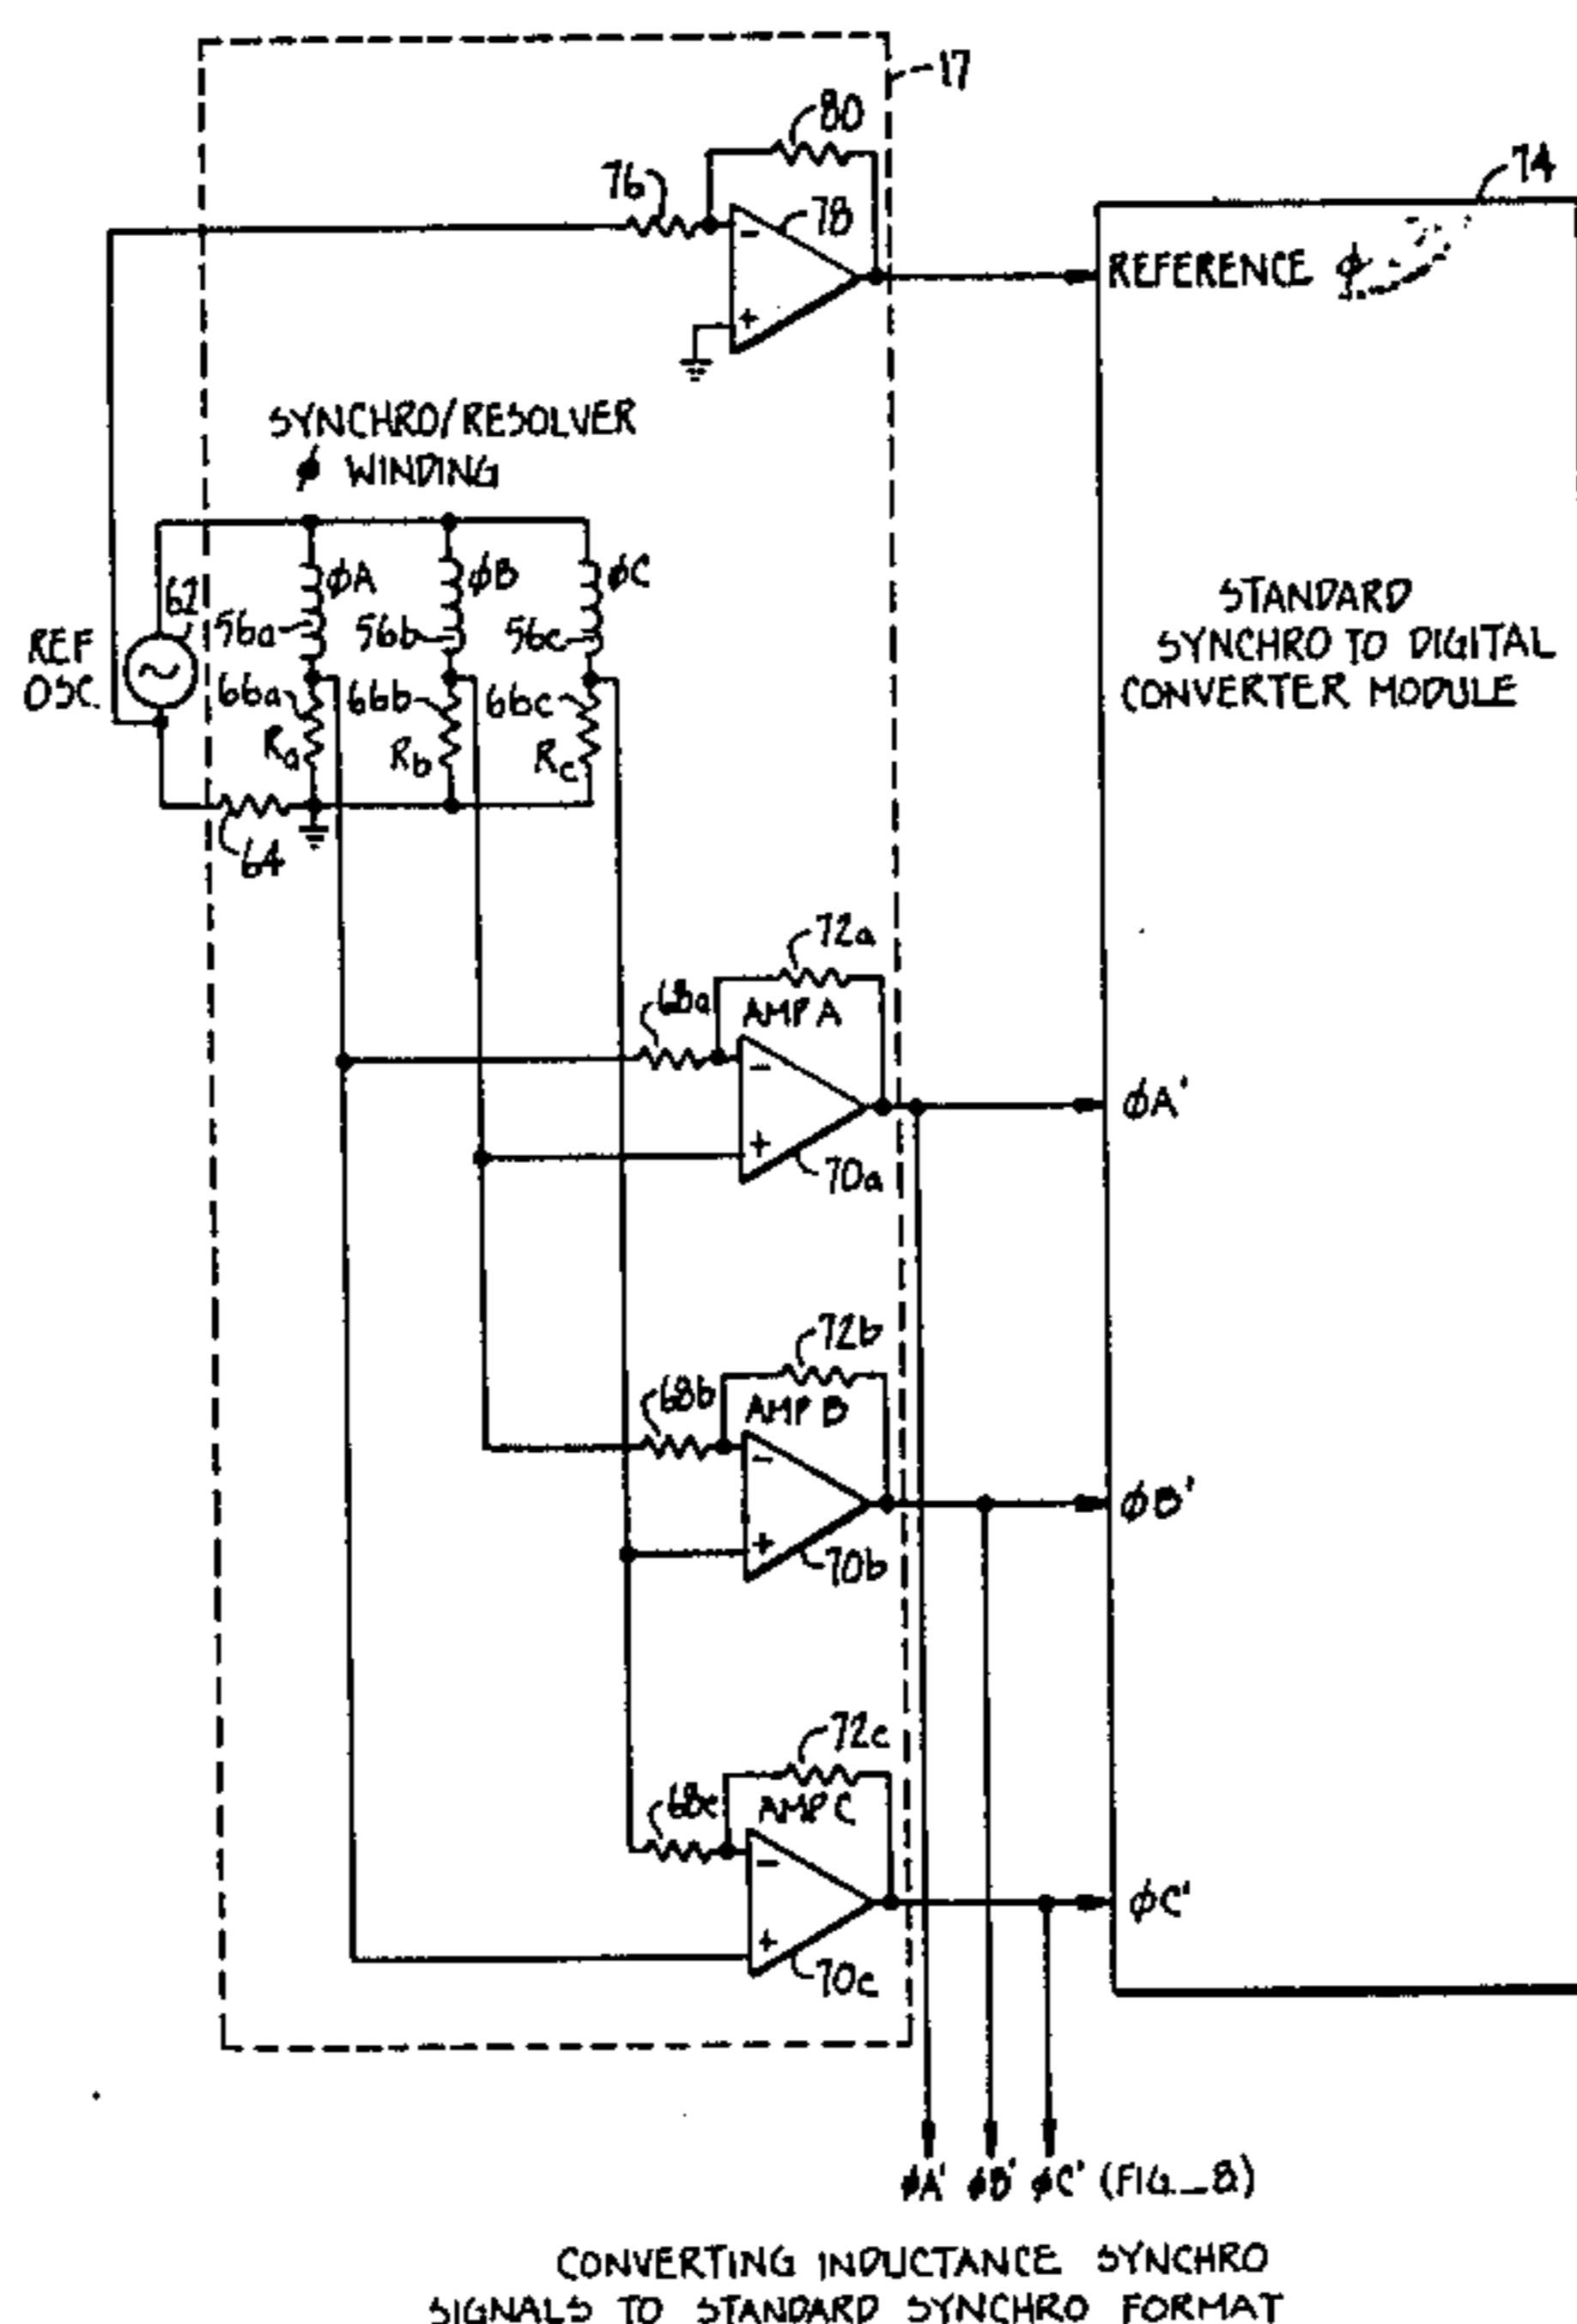 17
80
76
78
74
REFERENCE ϕ
-
+
SYNCHRO/RESOLVER
ϕ WINDING
ϕA
ϕB
ϕC
62
56a
56b
56c
REF
OSC.
66a
66b
66c
Ra
Rb
Rc
64
STANDARD
SYNCHRO TO DIGITAL
CONVERTER MODULE
72a
68a
AMP A
-
+
70a
ϕA'
72b
68b
AMP B
-
+
70b
ϕB'
72c
68c
AMP C
-
+
70c
ϕC'
ϕA' ϕB' ϕC' (FIG_8)
CONVERTING INDUCTANCE SYNCHRO
SIGNALS TO STANDARD SYNCHRO FORMAT